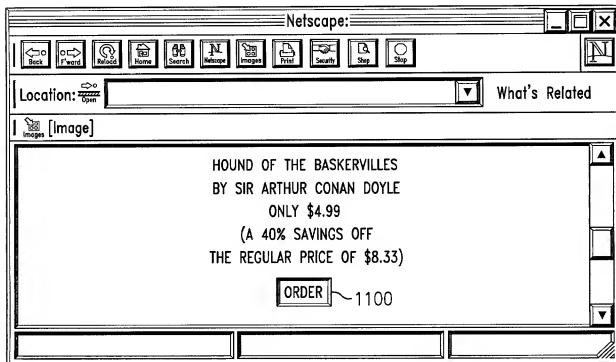 Netscape:
Back F'ward Reload Home Search Netscape Images Print Security Shop Stop N
Location: Open What's Related
Images [Image]
HOUND OF THE BASKERVILLES
BY SIR ARTHUR CONAN DOYLE
ONLY $4.99
(A 40% SAVINGS OFF
THE REGULAR PRICE OF $8.33)
ORDER 1100